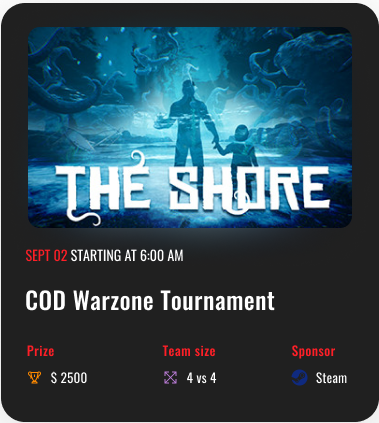 THE SHORE
SEPT 02 STARTING AT 6:00 AM
COD Warzone Tournament
Prize Team size Sponsor
$ 2500 4 vs 4 Steam